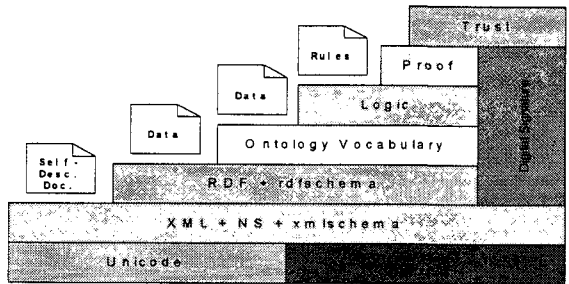 Trust
Rules
Proof
Data
Logic
Digital Signature
Data
Ontology Vocabulary
Self-
Desc.
Doc.
RDF + rdfschema
XML + NS + xmlschema
Unicode